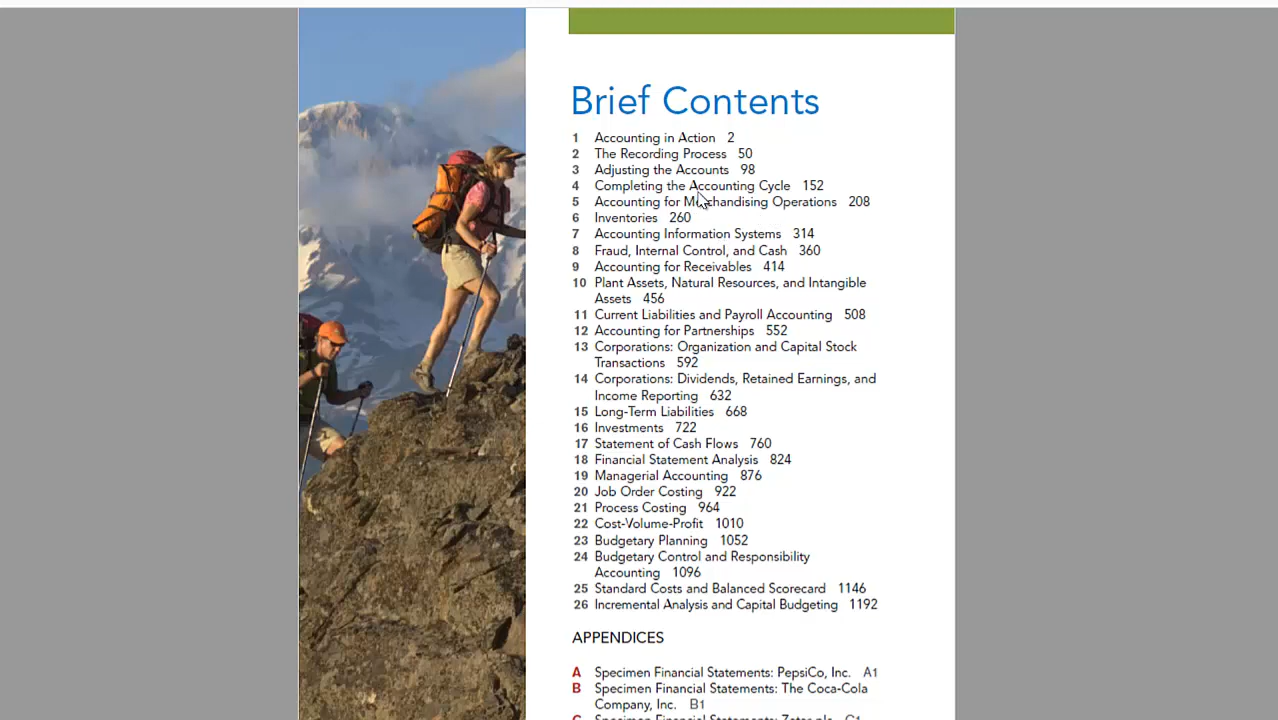 Brief Contents
1 Accounting in Action 2
2 The Recording Process 50
3 Adjusting the Accounts 98
4 Completing the Accounting Cycle 152
5 Accounting for Merchandising Operations 208
6 Inventories 260
7 Accounting Information Systems 314
8 Fraud, Internal Control, and Cash 360
9 Accounting for Receivables 414
10 Plant Assets, Natural Resources, and Intangible
Assets 456
11 Current Liabilities and Payroll Accounting 508
12 Accounting for Partnerships 552
13 Corporations: Organization and Capital Stock
Transactions 592
14 Corporations: Dividends, Retained Earnings, and
Income Reporting 632
15 Long-Term Liabilities 668
16 Investments 722
17 Statement of Cash Flows 760
18 Financial Statement Analysis 824
19 Managerial Accounting 876
20 Job Order Costing 922
21 Process Costing 964
22 Cost-Volume-Profit 1010
23 Budgetary Planning 1052
24 Budgetary Control and Responsibility
Accounting 1096
25 Standard Costs and Balanced Scorecard 1146
26 Incremental Analysis and Capital Budgeting 1192
APPENDICES
A Specimen Financial Statements: PepsiCo, Inc. A1
B Specimen Financial Statements: The Coca-Cola
Company, Inc. B1
Specimen Financial Statements: